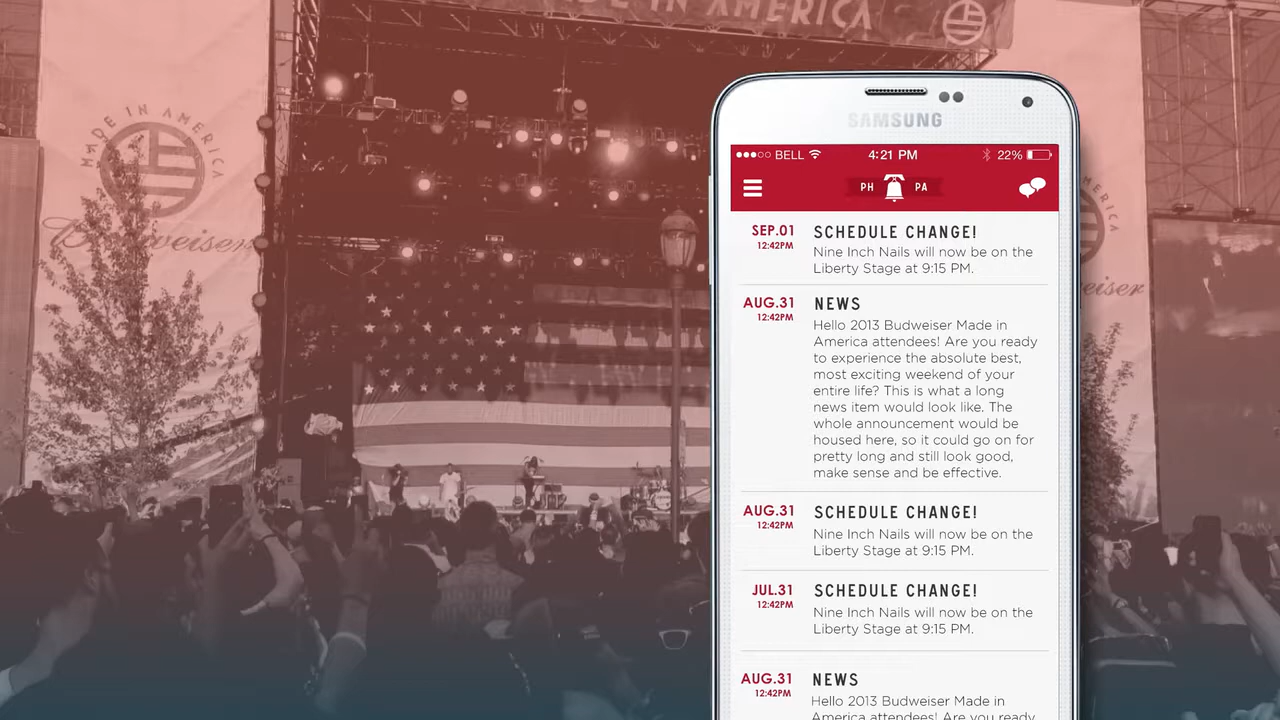 MADE IN AMERICA
MADE IN AMERICA
Budweiser
SAMSUNG
BELL
4:21 PM
22%
PH
PA
SEP.01
12:42PM
SCHEDULE CHANGE!
Nine Inch Nails will now be on the
Liberty Stage at 9:15 PM.
AUG.31
12:42PM
NEWS
Hello 2013 Budweiser Made in
America attendees! Are you ready
to experience the absolute best,
most exciting weekend of your
entire life? This is what a long
news item would look like. The
whole announcement would be
housed here, so it could go on for
pretty long and still look good,
make sense and be effective.
AUG.31
12:42PM
SCHEDULE CHANGE!
Nine Inch Nails will now be on the
Liberty Stage at 9:15 PM.
JUL.31
12:42PM
SCHEDULE CHANGE!
Nine Inch Nails will now be on the
Liberty Stage at 9:15 PM.
AUG.31
12:42PM
NEWS
Hello 2013 Budweiser Made in
America attendees! Are you ready